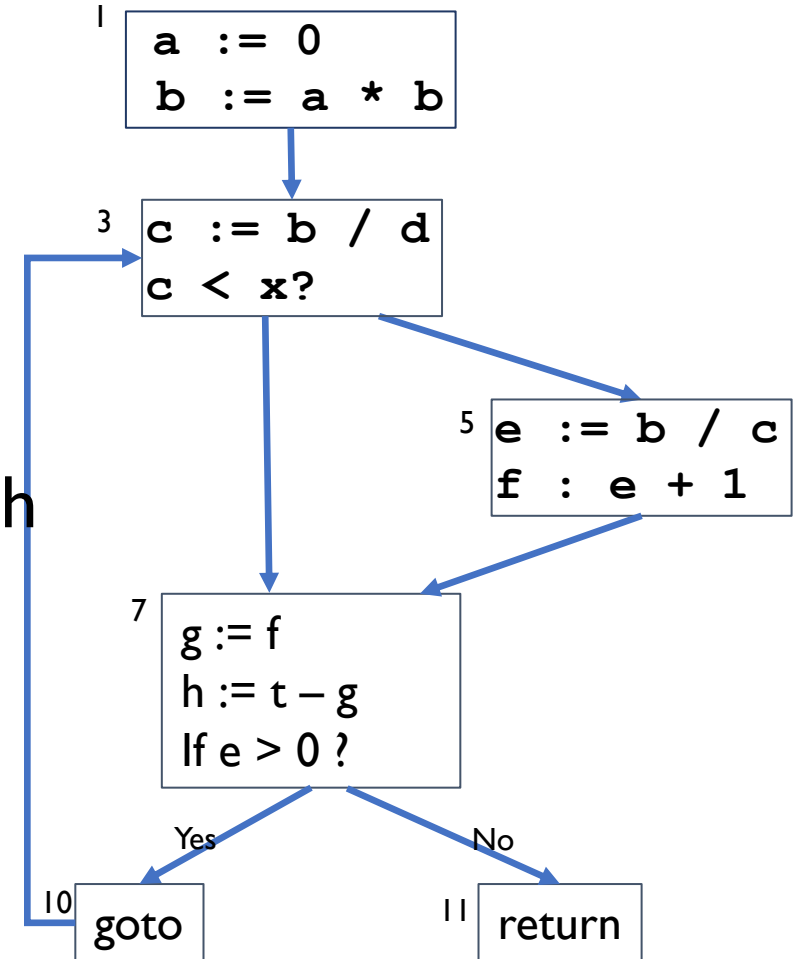 1
a := 0
b := a * b
3
c := b / d
c < x?
5
e := b / c
f : e + 1
h
7
g := f
h := t – g
If e > 0 ?
Yes
No
10
goto
11
return